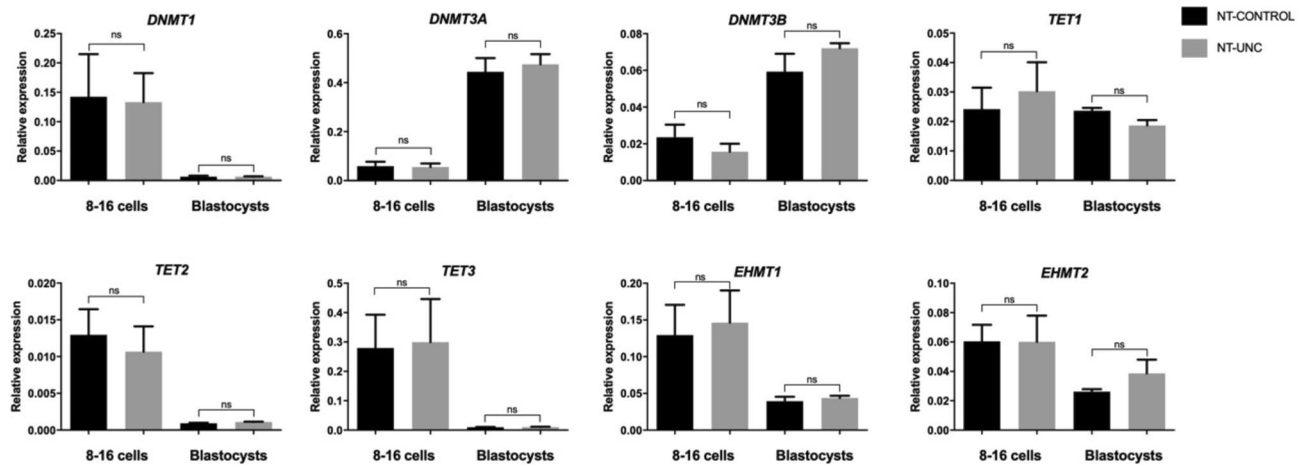 DNMT1
DNMT3A
DNMT3B
TET1
NT-CONTROL
NT-UNC
Relative expression
0.25
0.20
0.15
0.10
0.05
0.00
ns
ns
8-16 cells Blastocysts
Relative expression
0.6
0.4
0.2
0.0
ns
ns
8-16 cells Blastocysts
Relative expression
0.08
0.06
0.04
0.02
0.00
ns
ns
8-16 cells Blastocysts
Relative expression
0.05
0.04
0.03
0.02
0.01
0.00
ns
ns
8-16 cells Blastocysts
TET2
TET3
EHMT1
EHMT2
Relative expression
0.020
0.015
0.010
0.005
0.000
ns
ns
8-16 cells Blastocysts
Relative expression
0.5
0.4
0.3
0.2
0.1
0.0
ns
ns
8-16 cells Blastocysts
Relative expression
0.20
0.15
0.10
0.05
0.00
ns
ns
8-16 cells Blastocysts
Relative expression
0.10
0.08
0.06
0.04
0.02
0.00
ns
ns
8-16 cells Blastocysts